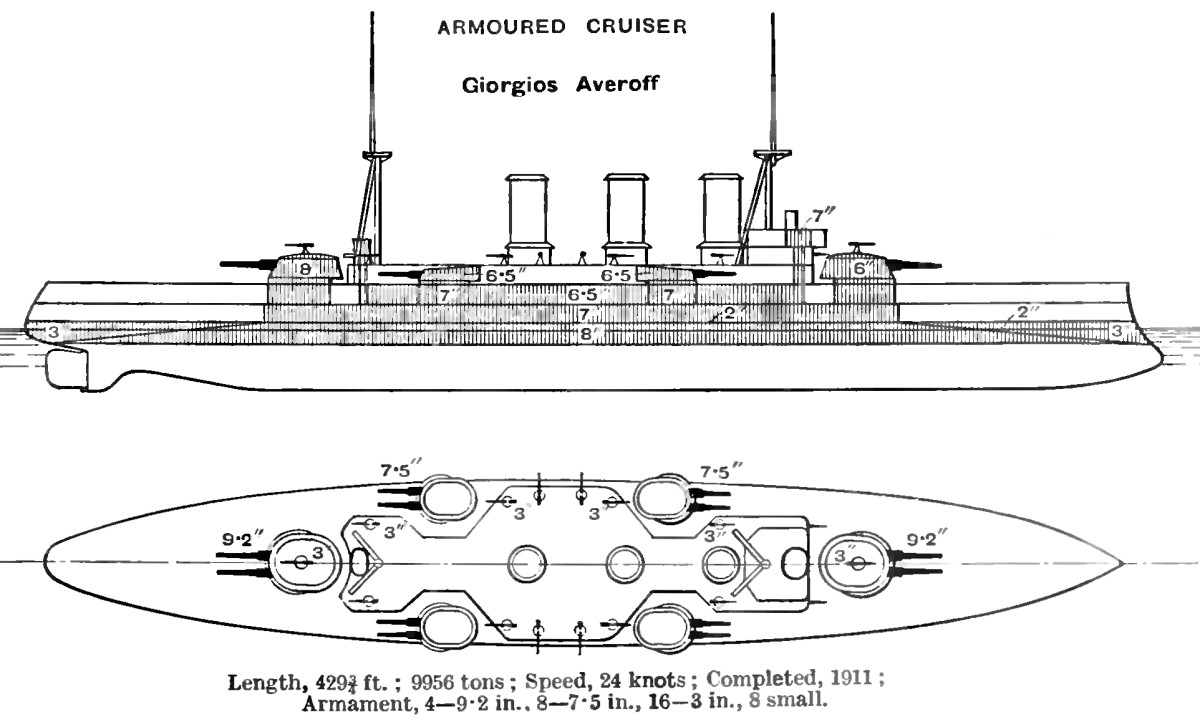 ARMOURED CRUISER
Giorgios Averoff
7″
8 6·5″ 6·5 6″
7 6·5″ 7
7 2″ 2″
3 8″ 3
7·5″ 7·5″
3″ 3″
9·2″ 3″ 3″ 9·2″
3″ 3″
Length, 429¾ ft. ; 9956 tons ; Speed, 24 knots ; Completed, 1911 ;
Armament, 4—9·2 in., 8—7·5 in., 16—3 in., 8 small.